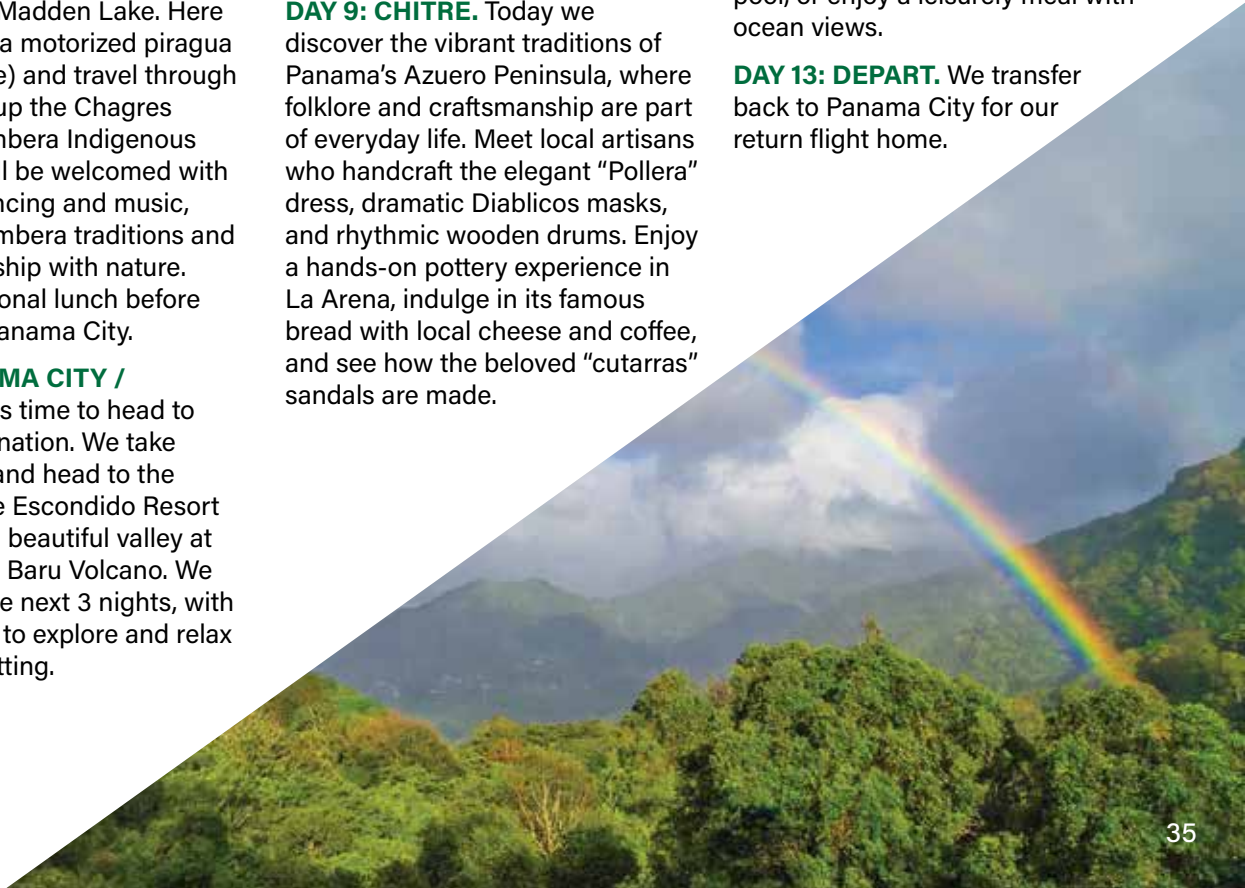 Madden Lake. Here
a motorized piragua
e) and travel through
up the Chagres
mbera Indigenous
l be welcomed with
ncing and music,
mbera traditions and
ship with nature.
onal lunch before
anama City.
MA CITY /
s time to head to
nation. We take
and head to the
e Escondido Resort
beautiful valley at
Baru Volcano. We
e next 3 nights, with
to explore and relax
tting.
DAY 9: CHITRE. Today we
discover the vibrant traditions of
Panama’s Azuero Peninsula, where
folklore and craftsmanship are part
of everyday life. Meet local artisans
who handcraft the elegant “Pollera”
dress, dramatic Diablicos masks,
and rhythmic wooden drums. Enjoy
a hands-on pottery experience in
La Arena, indulge in its famous
bread with local cheese and coffee,
and see how the beloved “cutarras”
sandals are made.
ocean views.
DAY 13: DEPART. We transfer
back to Panama City for our
return flight home.
35